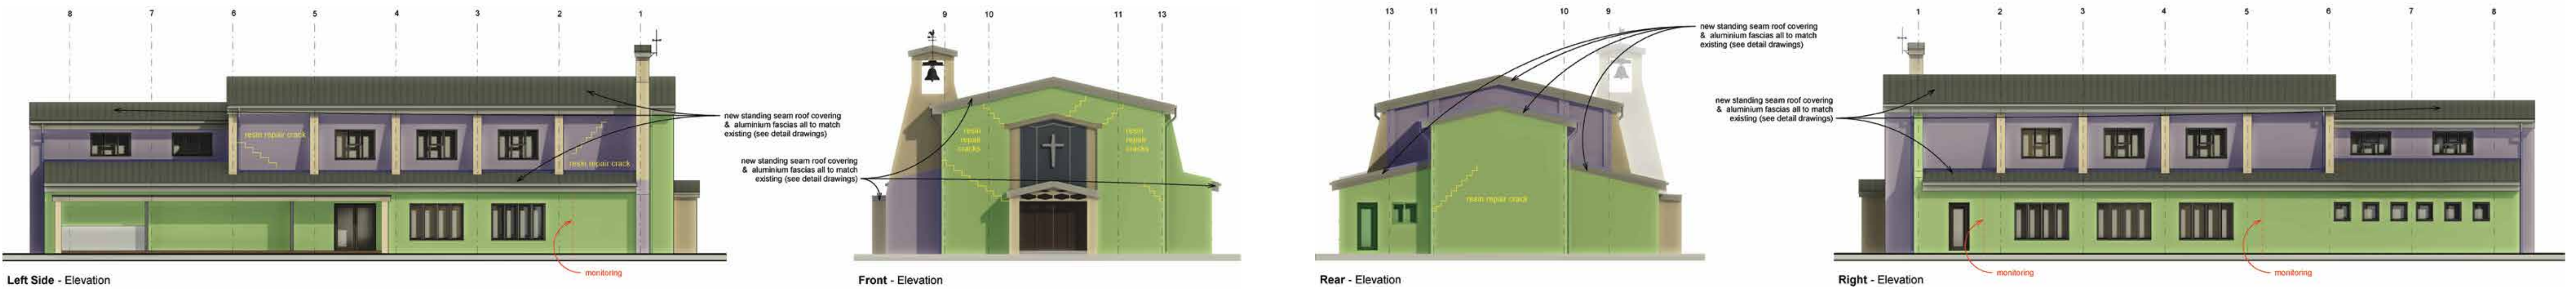 8 7 6 5 4 3 2 1
resin repair crack
resin repair crack
new standing seam roof covering
& aluminium fascias all to match
existing (see detail drawings)
monitoring
Left Side - Elevation
9 10 11 13
resin
repair
cracks
resin
repair
cracks
new standing seam roof covering
& aluminium fascias all to match
existing (see detail drawings)
Front - Elevation
13 11 10 9
new standing seam roof covering
& aluminium fascias all to match
existing (see detail drawings)
resin repair crack
Rear - Elevation
1 2 3 4 5 6 7 8
new standing seam roof covering
& aluminium fascias all to match
existing (see detail drawings)
monitoring
monitoring
Right - Elevation